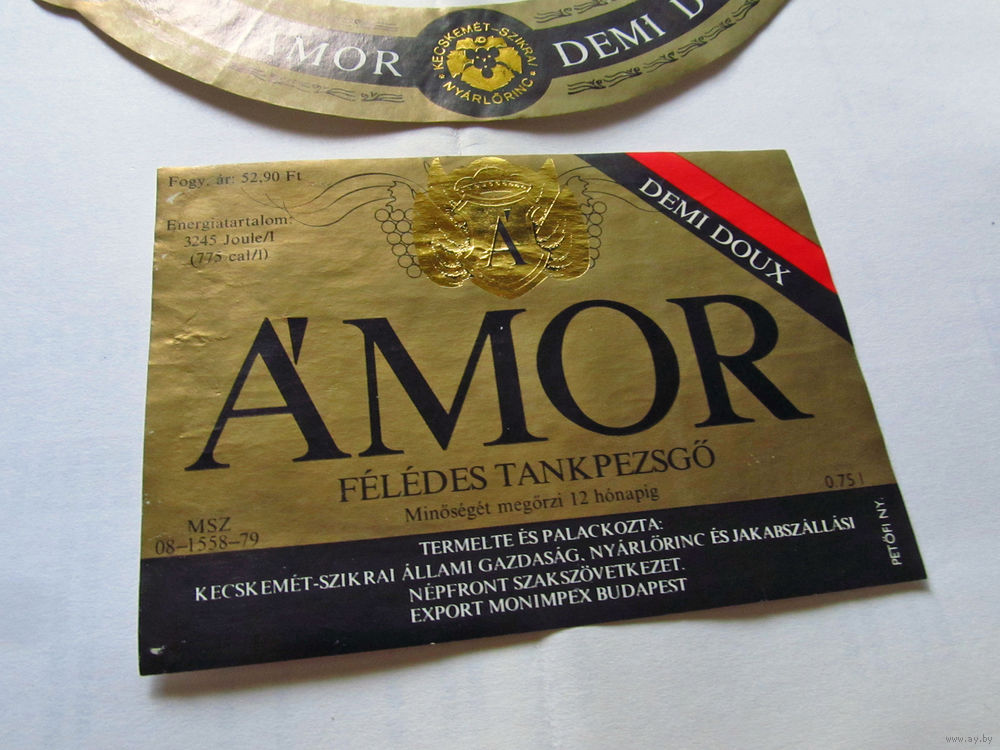 ÁMOR
KECSKEMÉT-SZIKRAI
NYÁRLŐRINC
DEMI
Fogy. ár: 52,90 Ft
Energiatartalom:
3245 Joule/l
(775 cal/l)
Á
DEMI DOUX
ÁMOR
FÉLÉDES TANKPEZSGŐ
Minőségét megőrzi 12 hónapig
0.75 l
MSZ
08-1558-79
TERMELTE ÉS PALACKOZTA:
KECSKEMÉT-SZIKRAI ÁLLAMI GAZDASÁG, NYÁRLŐRINC ÉS JAKABSZÁLLÁSI
NÉPFRONT SZAKSZÖVETKEZET.
EXPORT MONIMPEX BUDAPEST
PETŐFI NY.
www.ay.by